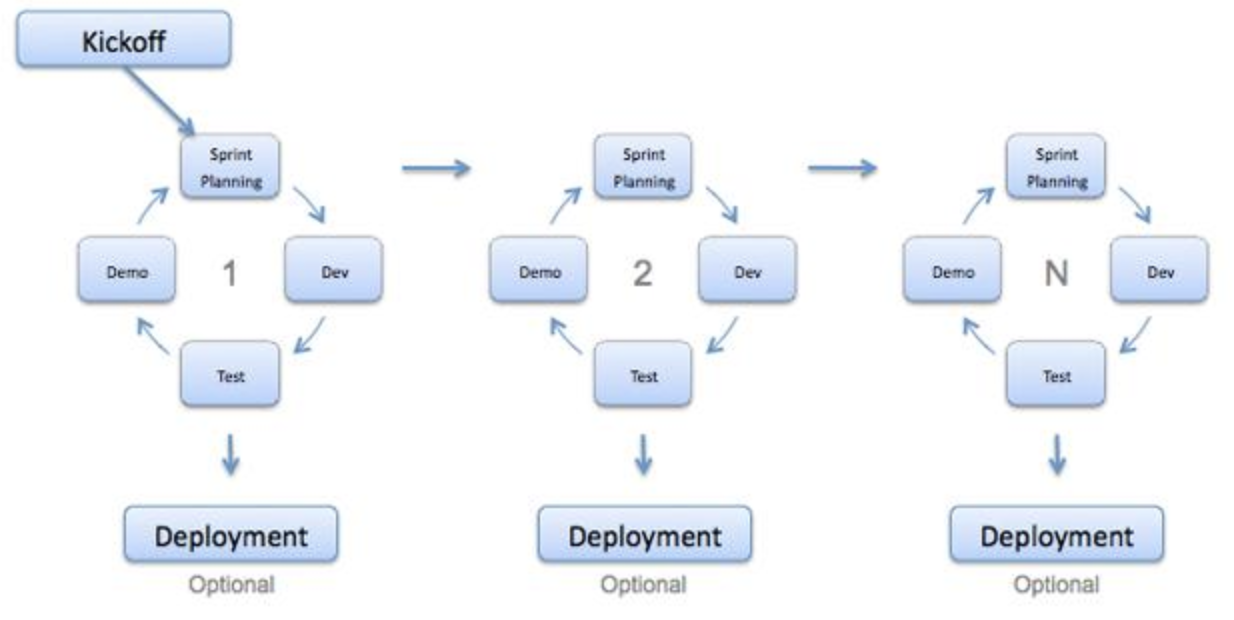 Kickoff
Sprint
Planning
Demo
1
Dev
Test
Deployment
Optional
Sprint
Planning
Demo
2
Dev
Test
Deployment
Optional
Sprint
Planning
Demo
N
Dev
Test
Deployment
Optional